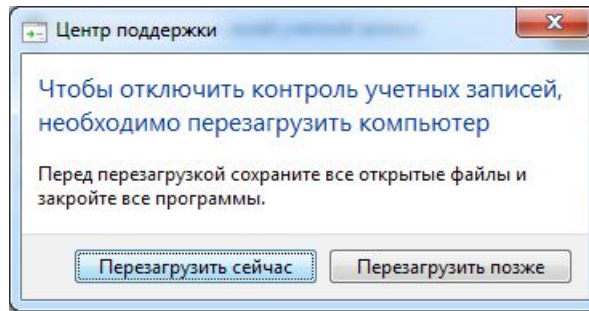 Центр поддержки
Чтобы отключить контроль учетных записей,
необходимо перезагрузить компьютер
Перед перезагрузкой сохраните все открытые файлы и
закройте все программы.
Перезагрузить сейчас
Перезагрузить позже